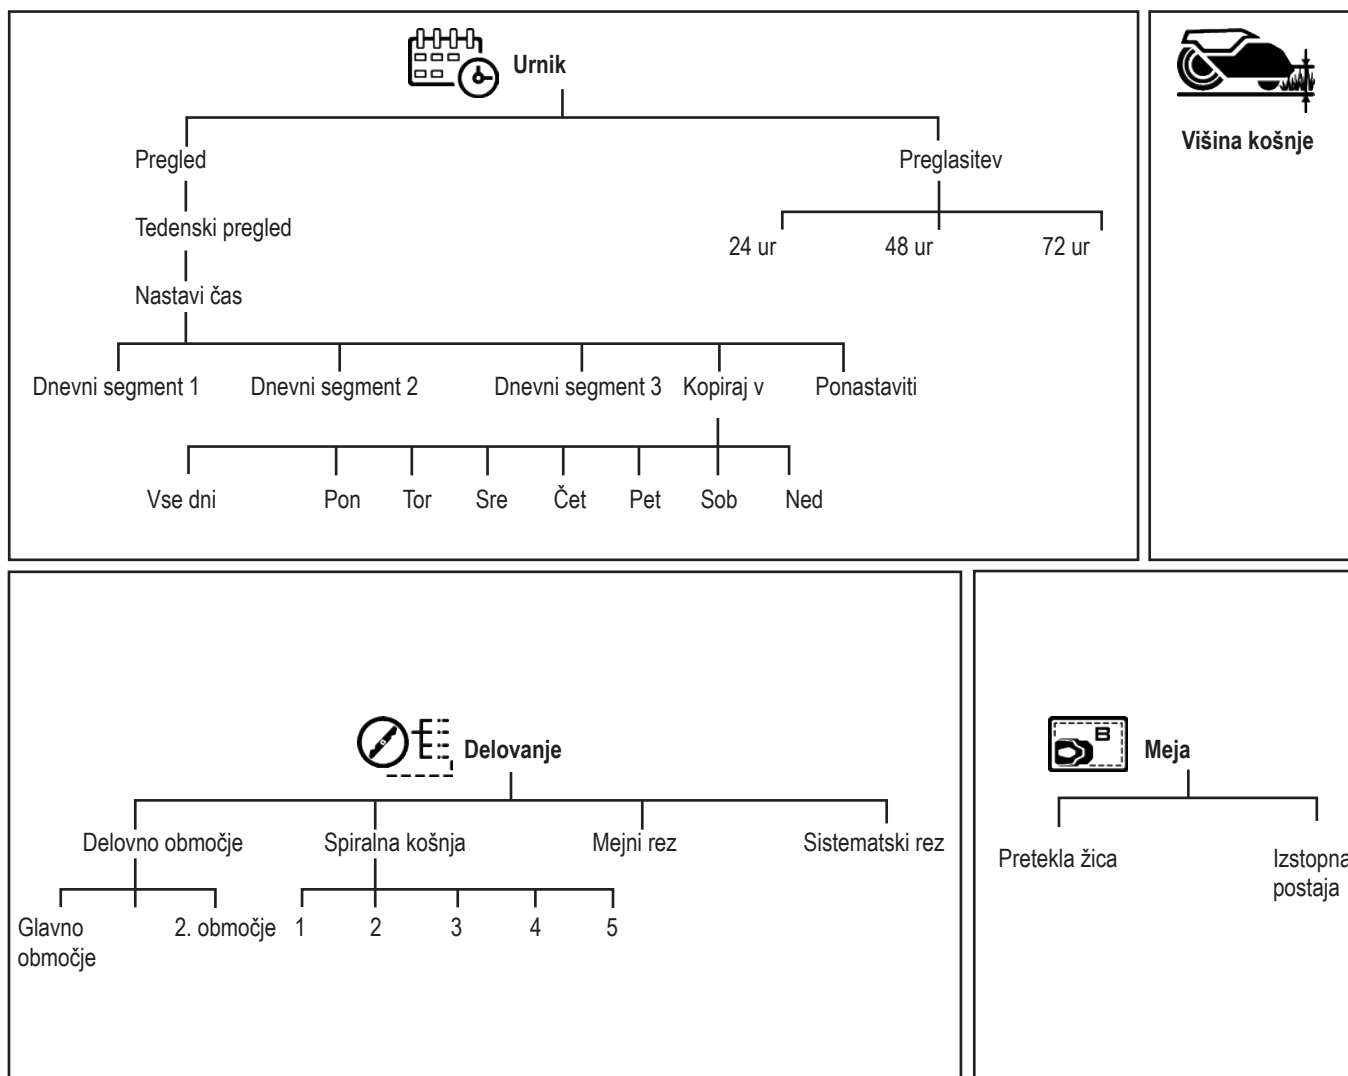 Urnik
Pregled
Preglasitev
Tedenski pregled
24 ur
48 ur
72 ur
Nastavi čas
Dnevni segment 1
Dnevni segment 2
Dnevni segment 3
Kopiraj v
Ponastaviti
Vse dni
Pon
Tor
Sre
Čet
Pet
Sob
Ned
Višina košnje
Delovanje
Delovno območje
Spiralna košnja
Mejni rez
Sistematski rez
Glavno
območje
2. območje
1
2
3
4
5
B
Meja
Pretekla žica
Izstopna
postaja